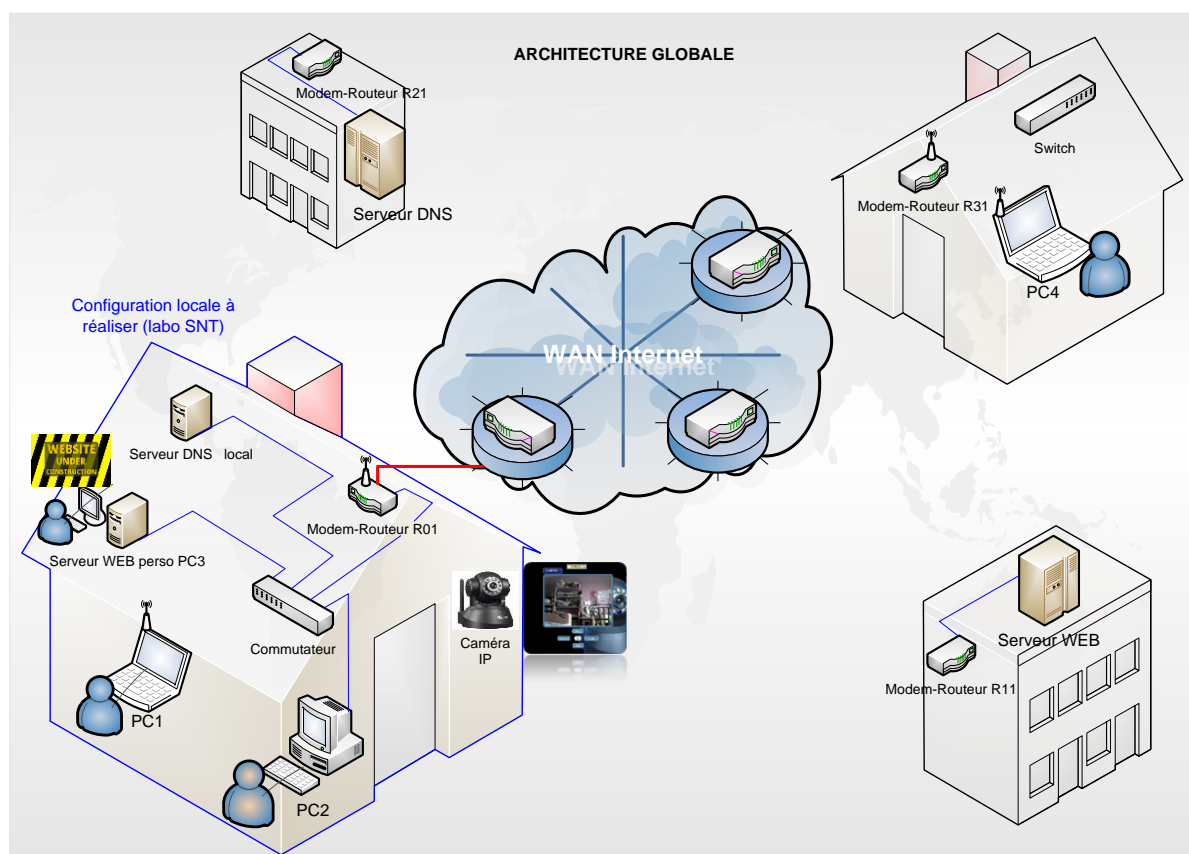 ARCHITECTURE GLOBALE
Modem-Routeur R21
Serveur DNS
Switch
Modem-Routeur R31
PC4
Configuration locale à
réaliser (labo SNT)
WAN Internet
Serveur DNS local
WEBSITE
UNDER
CONSTRUCTION
Modem-Routeur R01
Serveur WEB perso PC3
Commutateur
Caméra
IP
PC1
PC2
Serveur WEB
Modem-Routeur R11